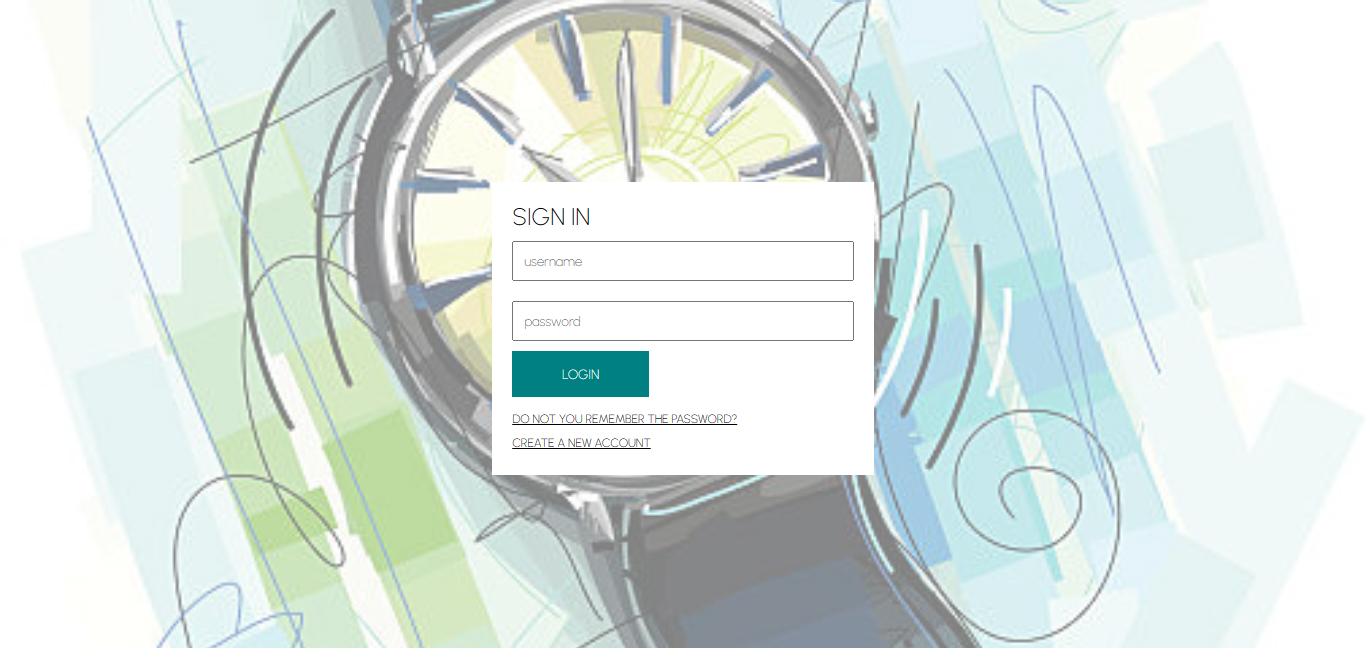 SIGN IN
username
password
LOGIN
DO NOT YOU REMEMBER THE PASSWORD?
CREATE A NEW ACCOUNT